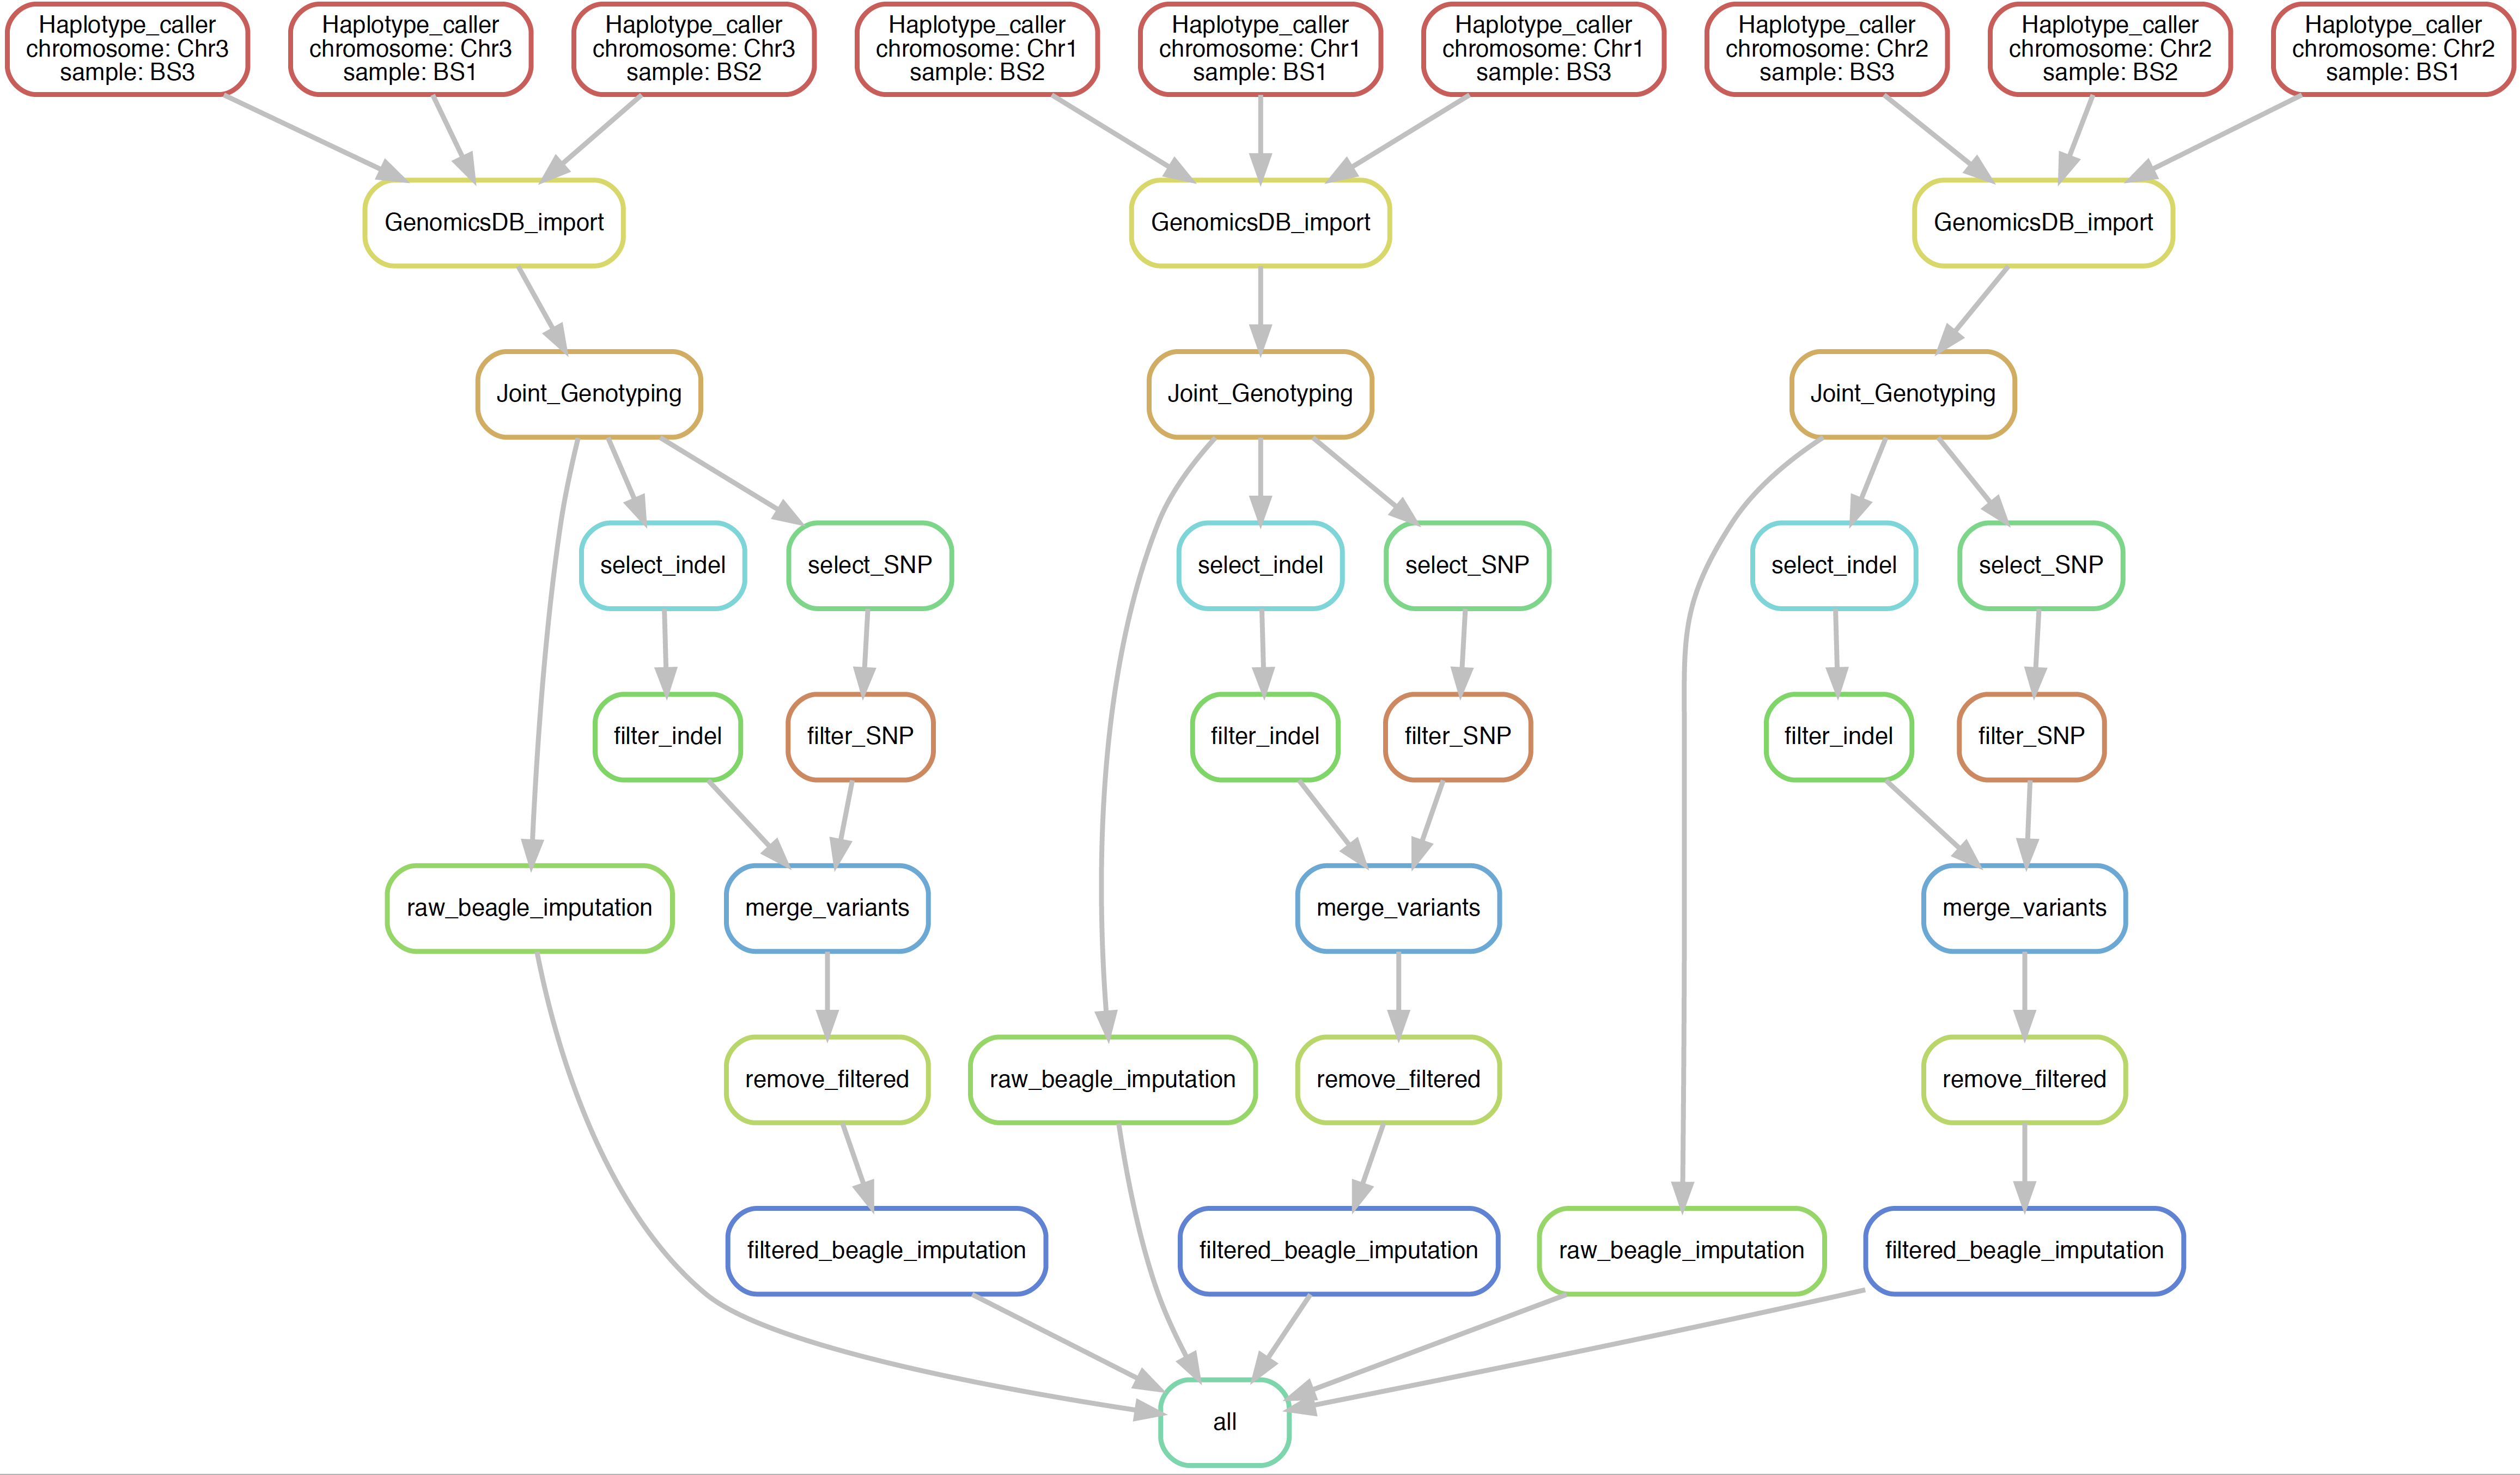 Haplotype_caller
chromosome: Chr3
sample: BS3
Haplotype_caller
chromosome: Chr3
sample: BS1
Haplotype_caller
chromosome: Chr3
sample: BS2
Haplotype_caller
chromosome: Chr1
sample: BS2
Haplotype_caller
chromosome: Chr1
sample: BS1
Haplotype_caller
chromosome: Chr1
sample: BS3
Haplotype_caller
chromosome: Chr2
sample: BS3
Haplotype_caller
chromosome: Chr2
sample: BS2
Haplotype_caller
chromosome: Chr2
sample: BS1
GenomicsDB_import
GenomicsDB_import
GenomicsDB_import
Joint_Genotyping
Joint_Genotyping
Joint_Genotyping
select_indel
select_SNP
select_indel
select_SNP
select_indel
select_SNP
filter_indel
filter_SNP
filter_indel
filter_SNP
filter_indel
filter_SNP
raw_beagle_imputation
merge_variants
merge_variants
merge_variants
remove_filtered
raw_beagle_imputation
remove_filtered
remove_filtered
filtered_beagle_imputation
filtered_beagle_imputation
raw_beagle_imputation
filtered_beagle_imputation
all